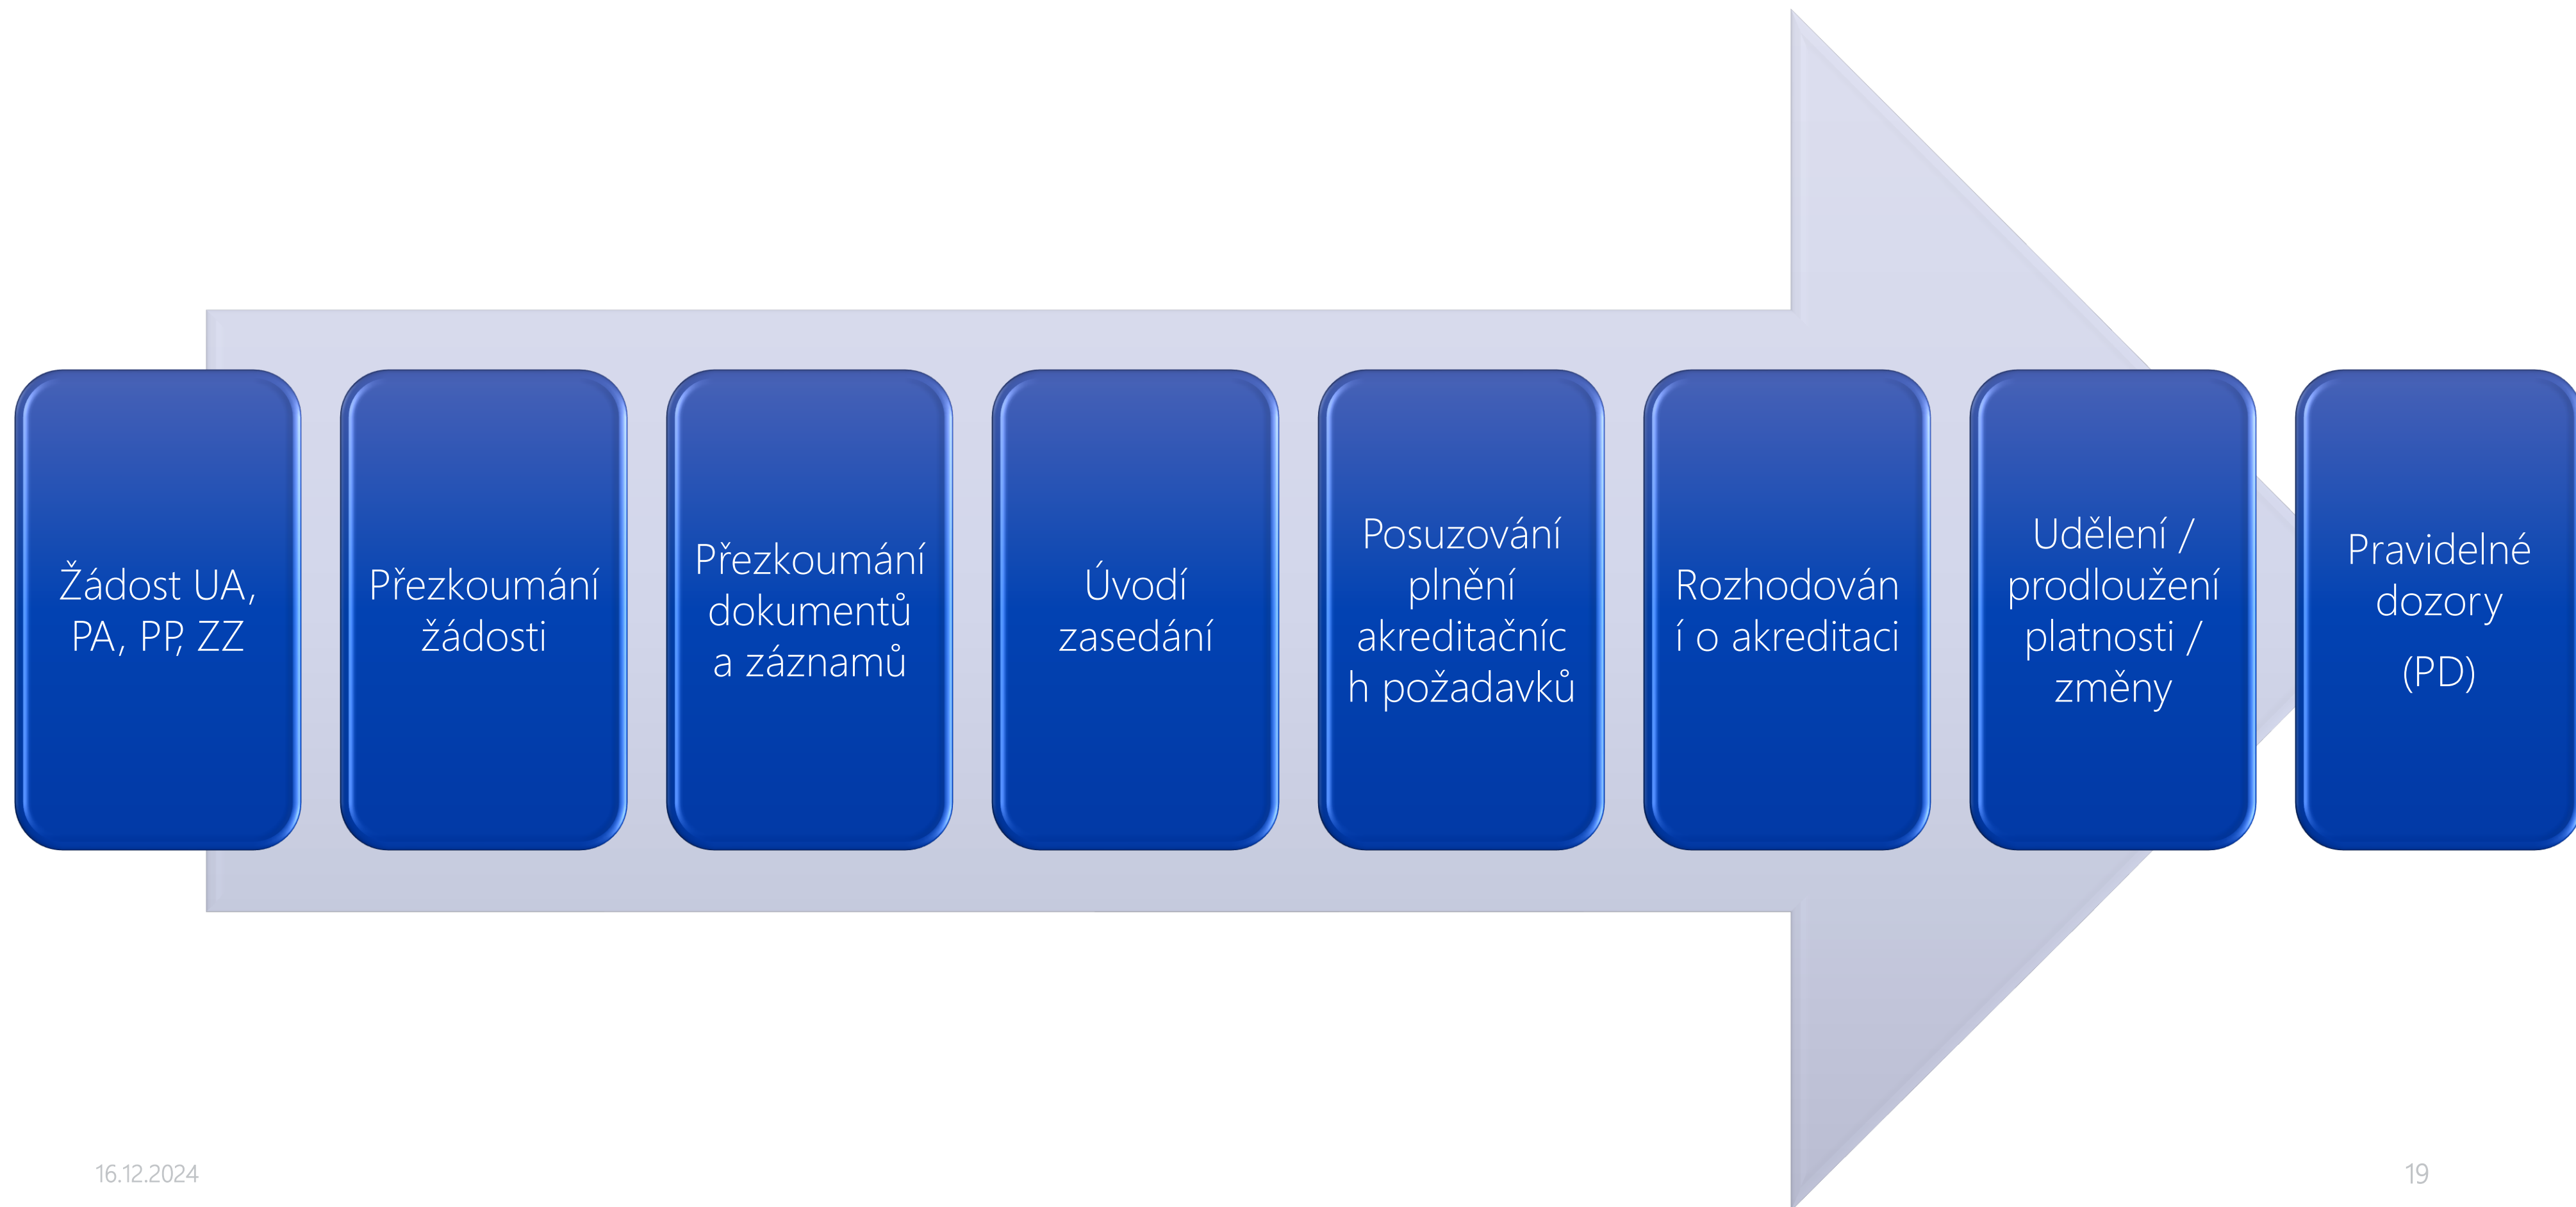 Žádost UA,
PA, PP, ZZ
Přezkoumání
žádosti
Přezkoumání
dokumentů
a záznamů
Úvodí
zasedání
Posuzování
plnění
akreditačníc
h požadavků
Rozhodován
í o akreditaci
Udělení /
prodloužení
platnosti /
změny
Pravidelné
dozory
(PD)
16.12.2024
19